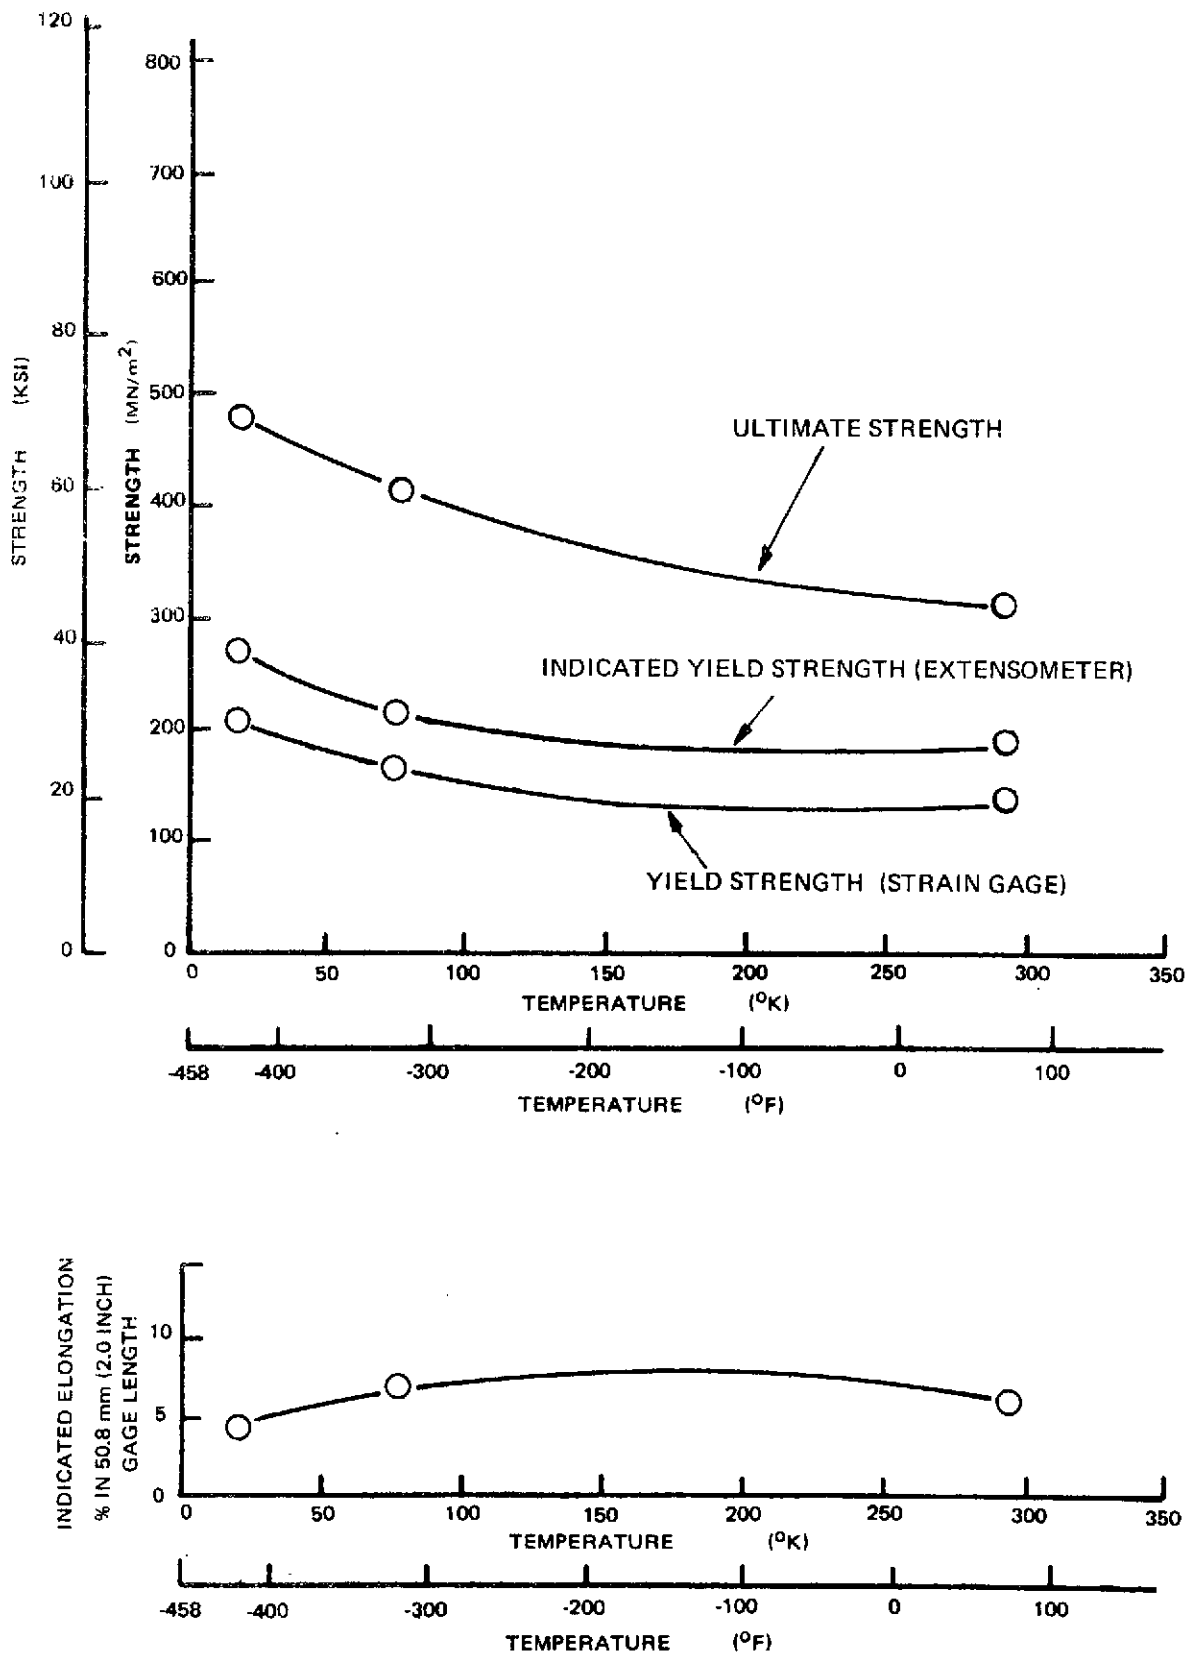 120
800
700
100
600
80
500
STRENGTH (KSI)
STRENGTH (MN/m²)
ULTIMATE STRENGTH
60
400
300
40
INDICATED YIELD STRENGTH (EXTENSOMETER)
200
20
100
YIELD STRENGTH (STRAIN GAGE)
0
0
0 50 100 150 200 250 300 350
TEMPERATURE (°K)
-458 -400 -300 -200 -100 0 100
TEMPERATURE (°F)
INDICATED ELONGATION
% IN 50.8 mm (2.0 INCH)
GAGE LENGTH
10
5
0
0 50 100 150 200 250 300 350
TEMPERATURE (°K)
-458 -400 -300 -200 -100 0 100
TEMPERATURE (°F)